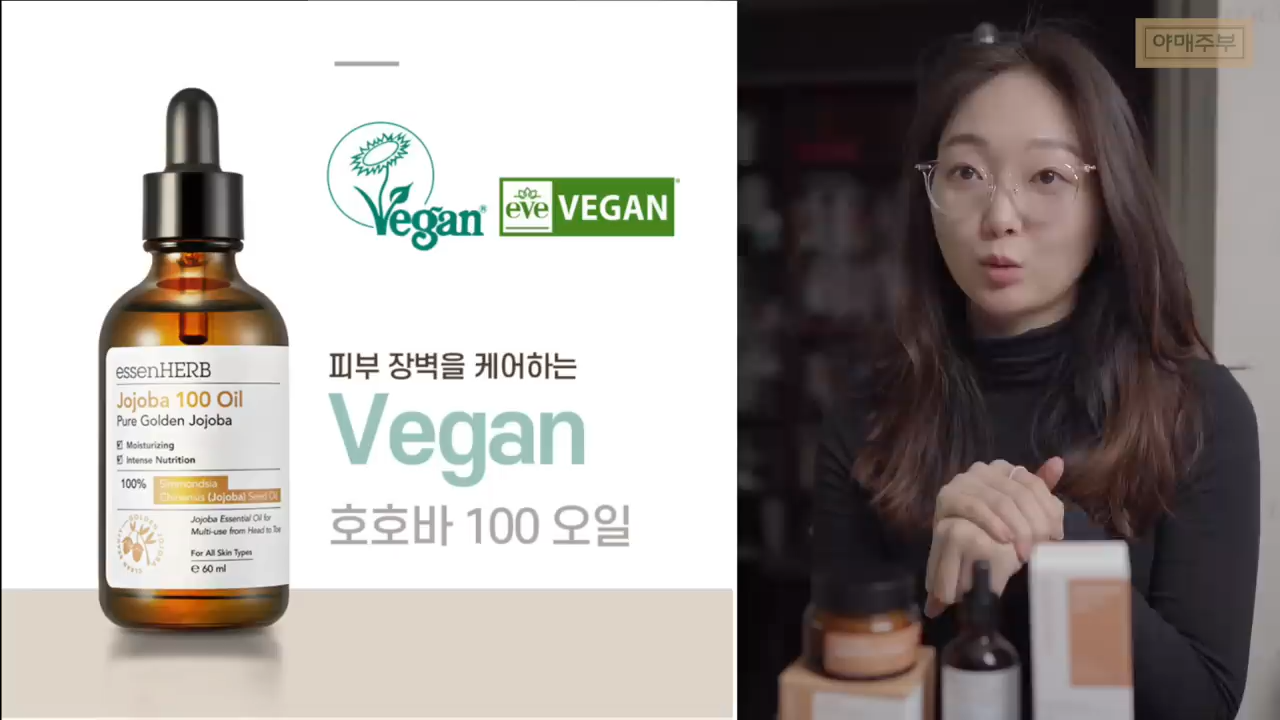 야매주부
Vegan
eve VEGAN
피부 장벽을 케어하는
Vegan
호호바 100 오일
essenHERB
Jojoba 100 Oil
Pure Golden Jojoba
Moisturizing
Intense Nutrition
100% Simmondsia
Chinensis (Jojoba) Seed Oil
Jojoba Essential Oil for
Multi-use from Head to Toe
For All Skin Types
℮ 60 ml